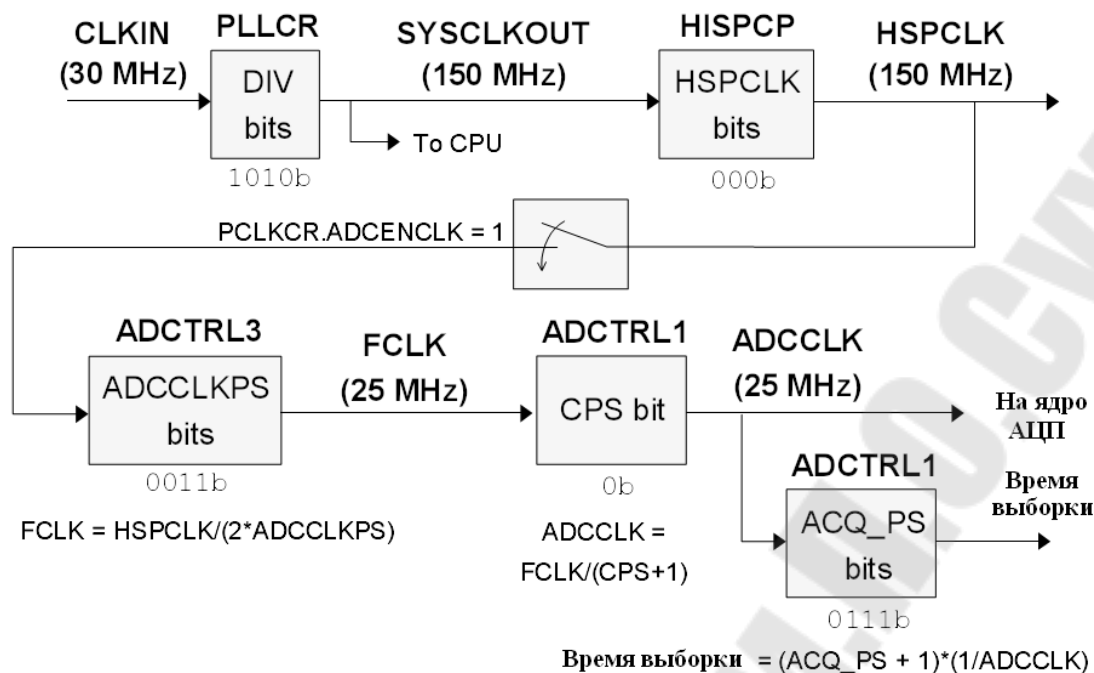 CLKIN
(30 MHz)
PLLCR
DIV
bits
1010b
SYSCLKOUT
(150 MHz)
To CPU
HISPCP
HSPCLK
bits
000b
HSPCLK
(150 MHz)
PCLKCR.ADCENCLK = 1
ADCTRL3
ADCCLKPS
bits
0011b
FCLK = HSPCLK/(2*ADCCLKPS)
FCLK
(25 MHz)
ADCTRL1
CPS bit
0b
ADCCLK =
FCLK/(CPS+1)
ADCCLK
(25 MHz)
На ядро
АЦП
ADCTRL1
ACQ_PS
bits
0111b
Время
выборки
Время выборки = (ACQ_PS + 1)*(1/ADCCLK)